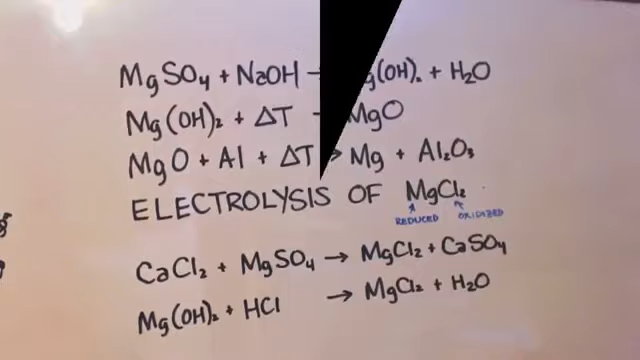 MgSO₄ + NaOH → g(OH)₂ + H₂O
Mg(OH)₂ + ΔT - MgO
MgO + Al + ΔT → Mg + Al₂O₃
ELECTROLYSIS OF MgCl₂
REDUCED OXIDIZED
CaCl₂ + MgSO₄ → MgCl₂ + CaSO₄
Mg(OH)₂ + HCl → MgCl₂ + H₂O